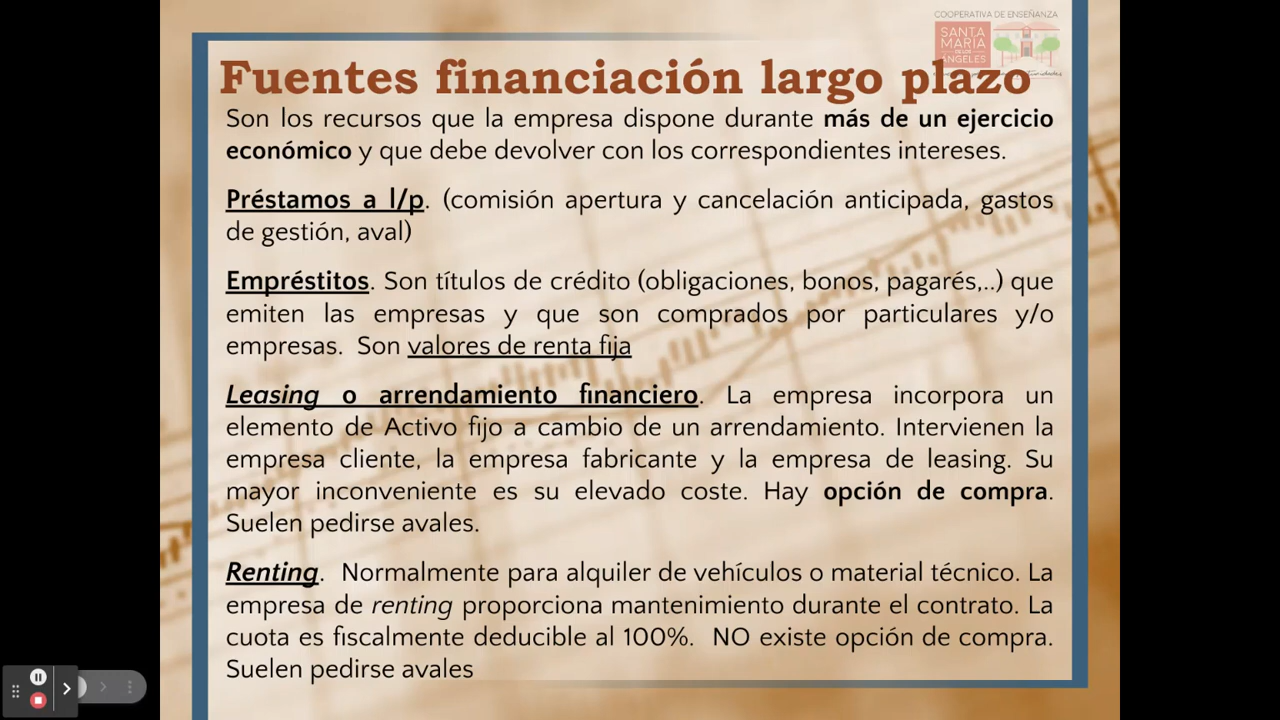 COOPERATIVA DE ENSEÑANZA
SANTA
MARÍA
DE LOS
ÁNGELES
Fuentes financiación largo plazo
Son los recursos que la empresa dispone durante más de un ejercicio
económico y que debe devolver con los correspondientes intereses.
Préstamos a l/p. (comisión apertura y cancelación anticipada, gastos
de gestión, aval)
Empréstitos. Son títulos de crédito (obligaciones, bonos, pagarés,..) que
emiten las empresas y que son comprados por particulares y/o
empresas. Son valores de renta fija
Leasing o arrendamiento financiero. La empresa incorpora un
elemento de Activo fijo a cambio de un arrendamiento. Intervienen la
empresa cliente, la empresa fabricante y la empresa de leasing. Su
mayor inconveniente es su elevado coste. Hay opción de compra.
Suelen pedirse avales.
Renting. Normalmente para alquiler de vehículos o material técnico. La
empresa de renting proporciona mantenimiento durante el contrato. La
cuota es fiscalmente deducible al 100%. NO existe opción de compra.
Suelen pedirse avales